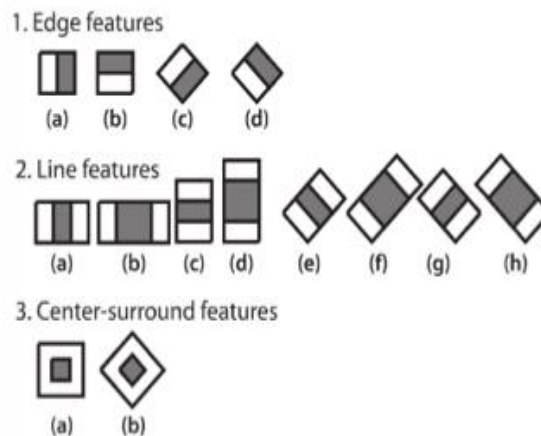 1. Edge features
(a) (b) (c) (d)
2. Line features
(a) (b) (c) (d) (e) (f) (g) (h)
3. Center-surround features
(a) (b)